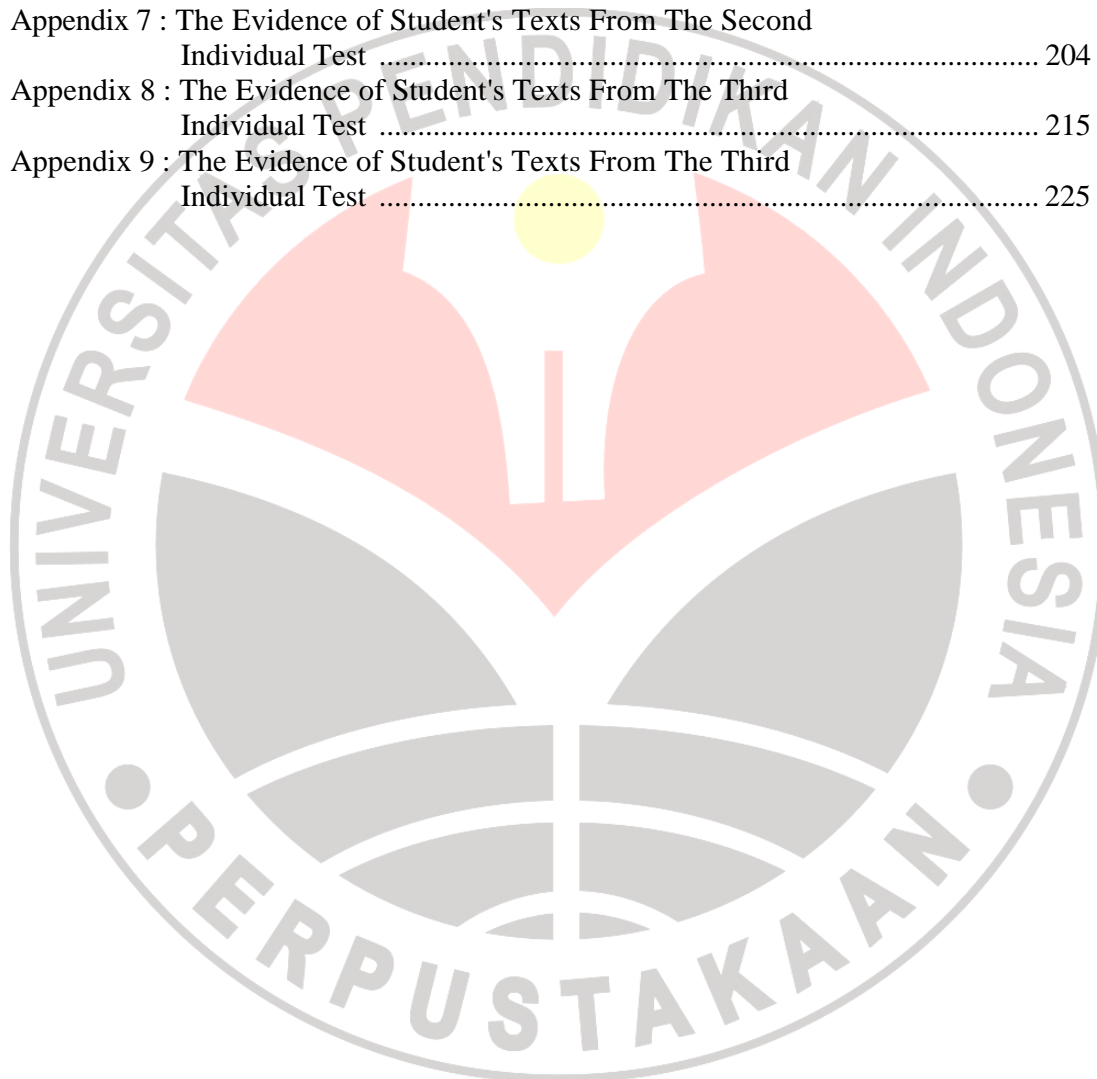 Appendix 7 : The Evidence of Student's Texts From The Second
Individual Test ................................................................................ 204
Appendix 8 : The Evidence of Student's Texts From The Third
Individual Test ................................................................................ 215
Appendix 9 : The Evidence of Student's Texts From The Third
Individual Test ................................................................................ 225
UNIVERSITAS PENDIDIKAN INDONESIA
PERPUSTAKAAN